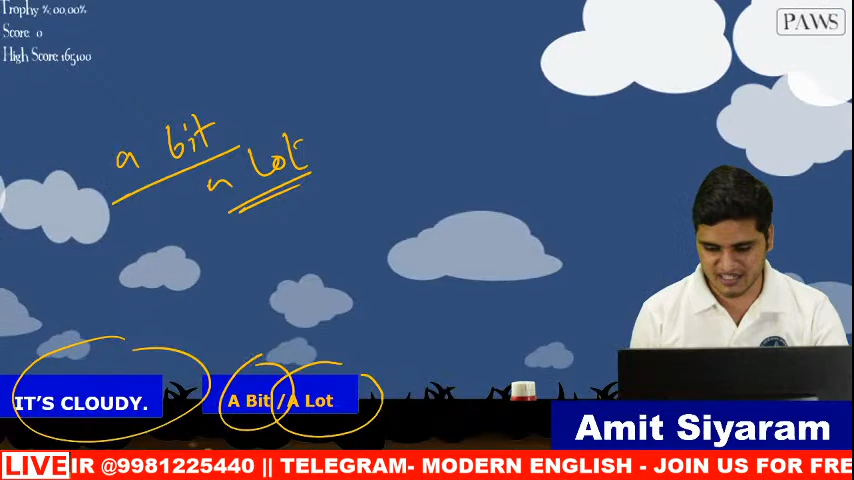 Trophy %: 00.00%
Score: 0
High Score: 165100
PAWS
a bit
a lot
IT'S CLOUDY.
A Bit / A Lot
Amit Siyaram
LIVE IR @9981225440 || TELEGRAM- MODERN ENGLISH - JOIN US FOR FRE